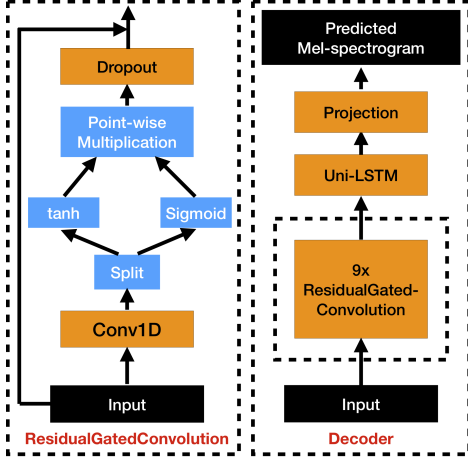 Dropout
Point-wise
Multiplication
tanh
Sigmoid
Split
Conv1D
Input
ResidualGatedConvolution
Predicted
Mel-spectrogram
Projection
Uni-LSTM
9x
ResidualGated-
Convolution
Input
Decoder